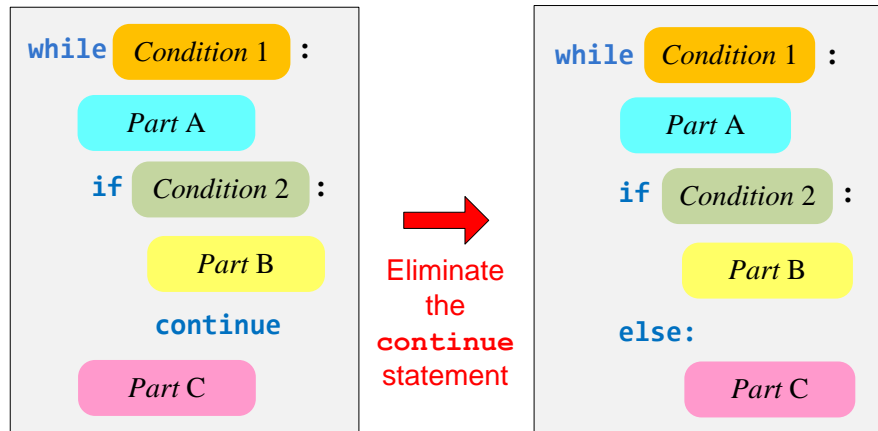 while Condition 1 :
Part A
if Condition 2 :
Part B
continue
Part C
Eliminate
the
continue
statement
while Condition 1 :
Part A
if Condition 2 :
Part B
else:
Part C